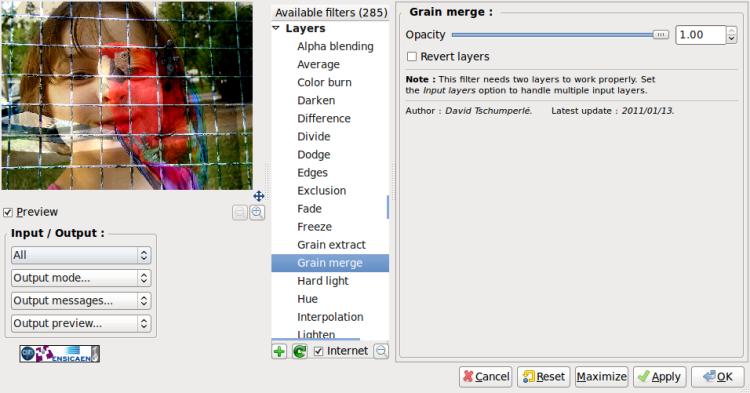 Preview
Input / Output :
All
Output mode...
Output messages...
Output preview...
ENSICAEN
Available filters (285)
Layers
Alpha blending
Average
Color burn
Darken
Difference
Divide
Dodge
Edges
Exclusion
Fade
Freeze
Grain extract
Grain merge
Hard light
Hue
Interpolation
Lighten
Internet
Grain merge :
Opacity 1.00
Revert layers
Note : This filter needs two layers to work properly. Set
the Input layers option to handle multiple input layers.
Author : David Tschumperlé. Latest update : 2011/01/13.
Cancel Reset Maximize Apply OK